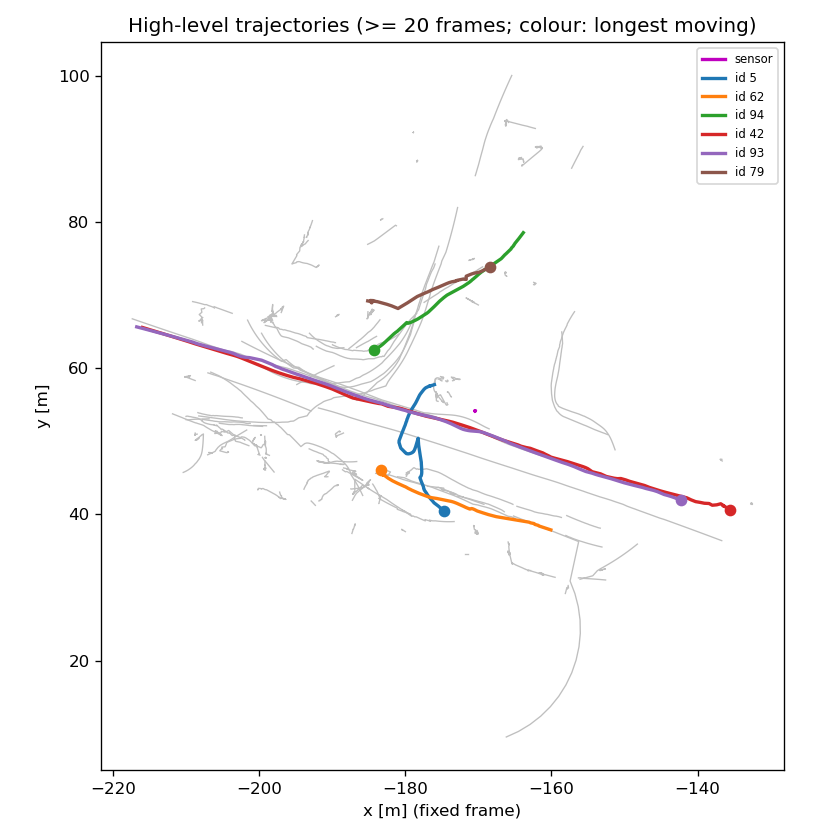 High-level trajectories (>= 20 frames; colour: longest moving)
sensor
id 5
id 62
id 94
id 42
id 93
id 79
100
80
60
40
20
y [m]
−220
−200
−180
−160
−140
x [m] (fixed frame)